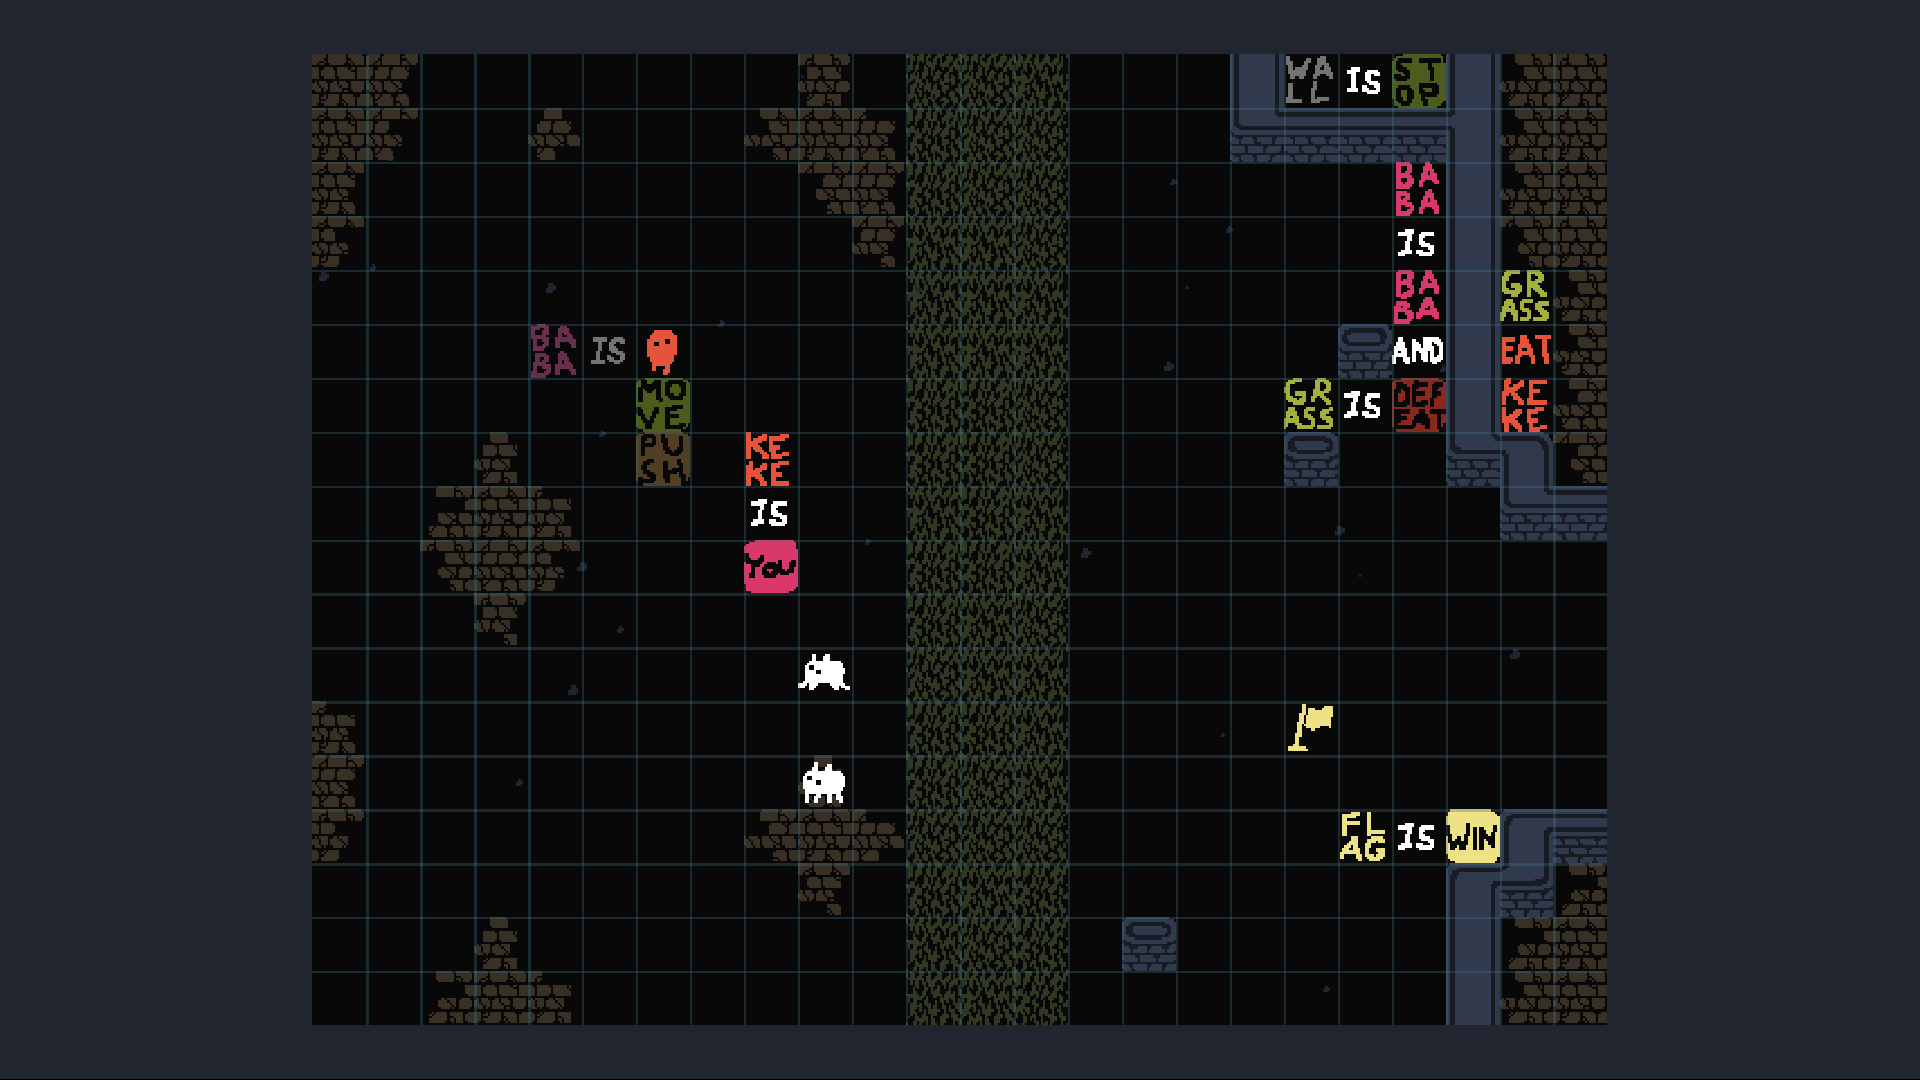 WALL IS STOP
BABA
IS
BABA
GRASS
BABA IS
AND
EAT
MOVE
GRASS IS DEFEAT
KEKE
PUSH
KEKE
IS
YOU
FLAG IS WIN